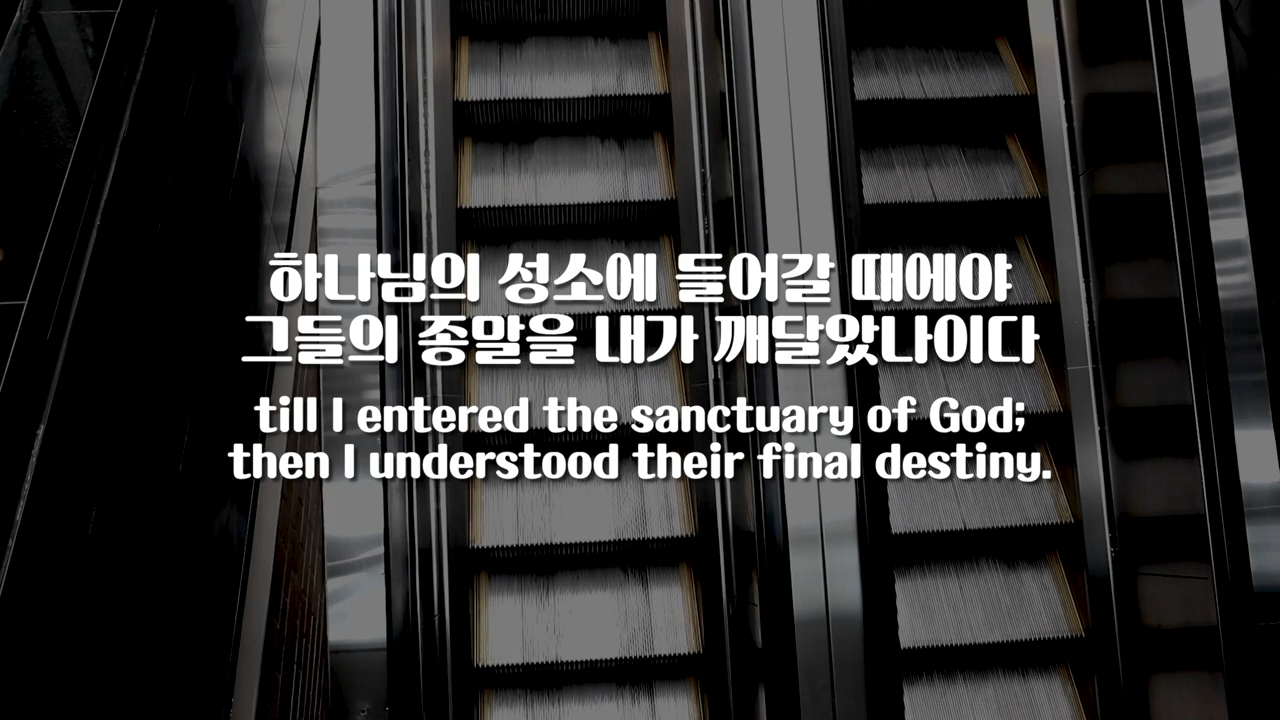 하나님의 성소에 들어갈 때에야
그들의 종말을 내가 깨달았나이다
till I entered the sanctuary of God;
then I understood their final destiny.